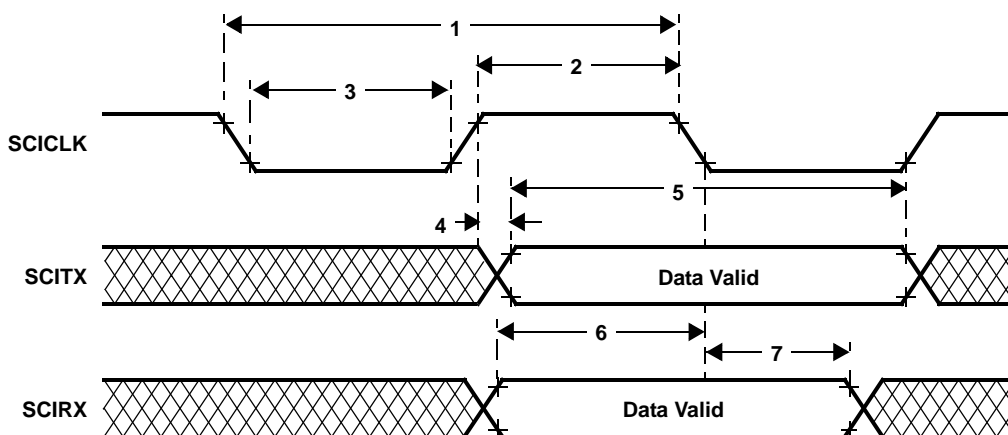 1
2
3
SCICLK
5
4
SCITX
Data Valid
6
7
SCIRX
Data Valid